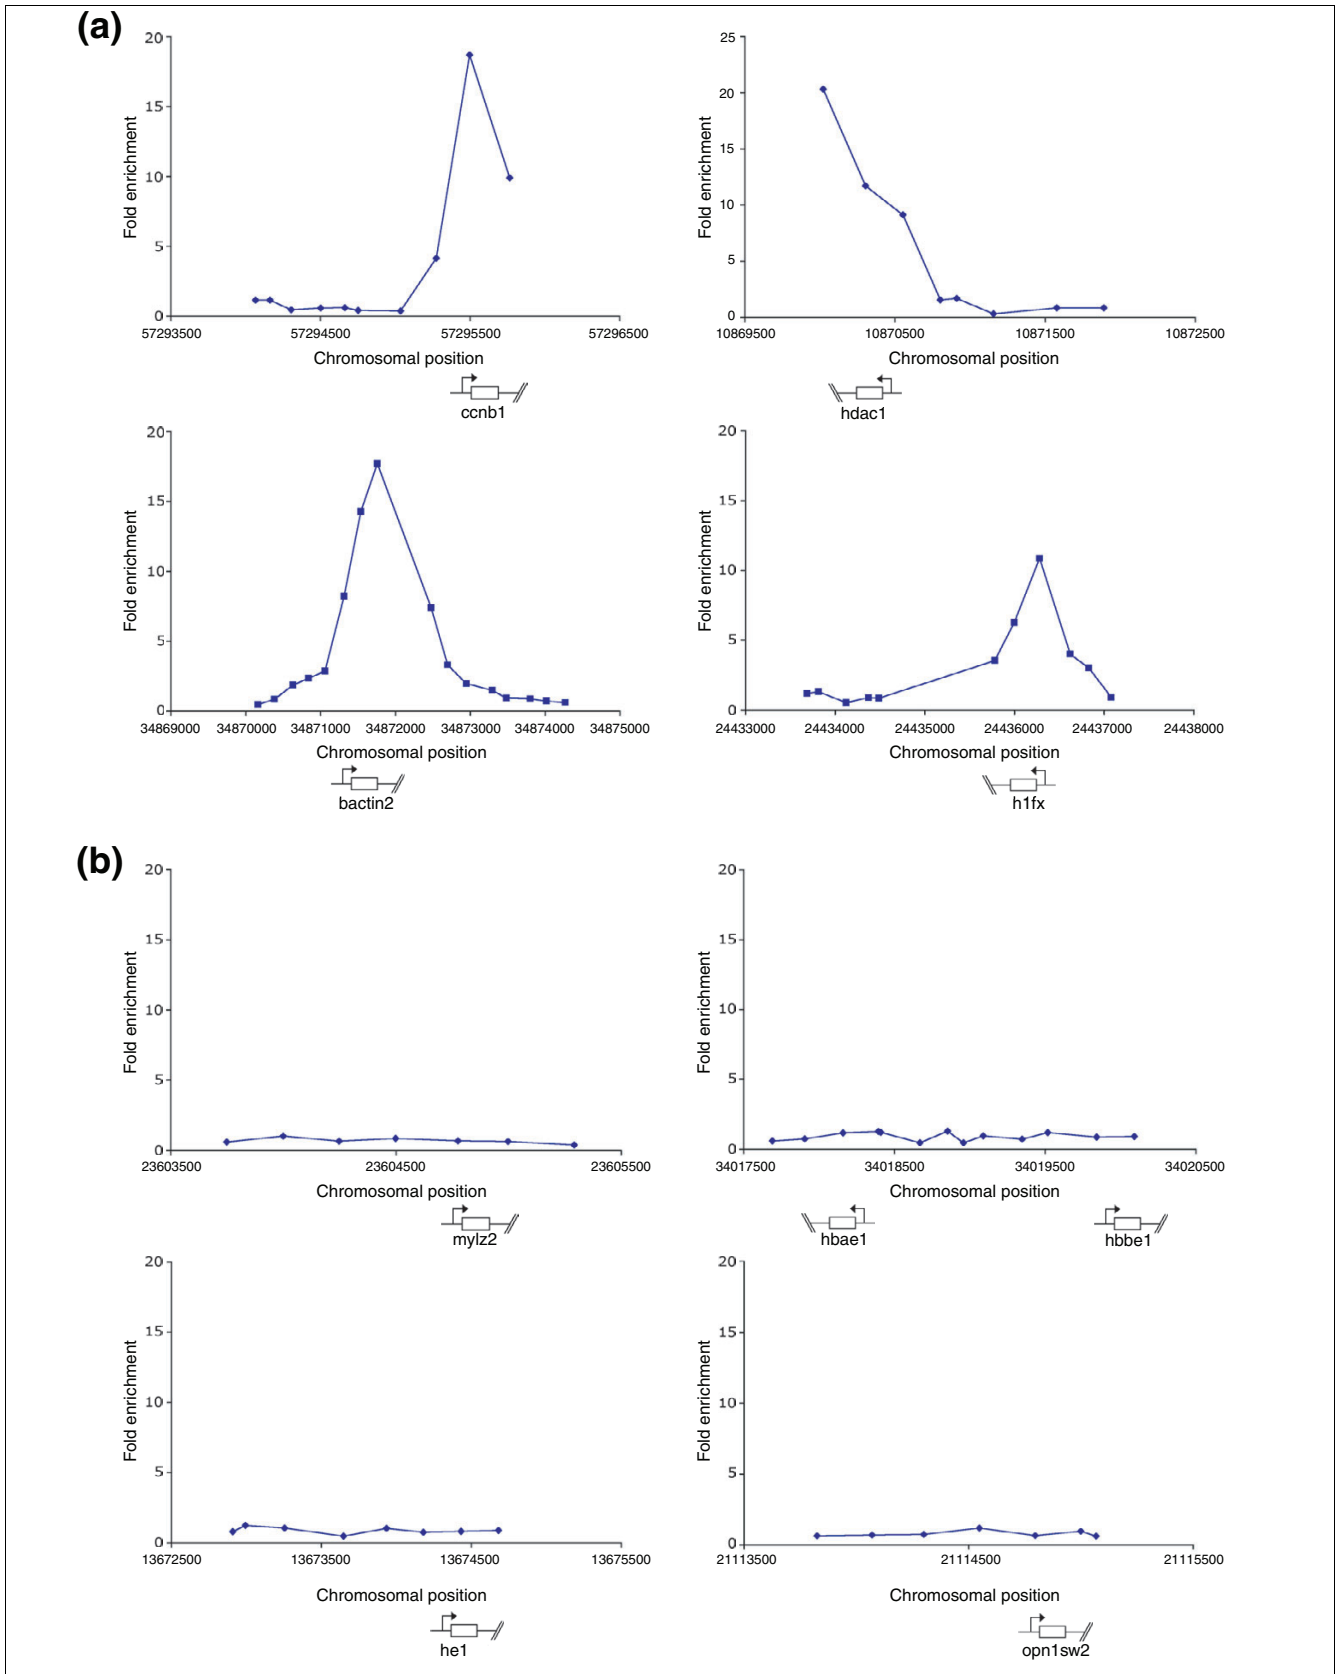 (a)
20
15
10
5
0
Fold enrichment
57293500 57294500 57295500 57296500
Chromosomal position
ccnb1
25
20
15
10
5
0
Fold enrichment
10869500 10870500 10871500 10872500
Chromosomal position
hdac1
20
15
10
5
0
Fold enrichment
34869000 34870000 34871000 34872000 34873000 34874000 34875000
Chromosomal position
bactin2
20
15
10
5
0
Fold enrichment
24433000 24434000 24435000 24436000 24437000 24438000
Chromosomal position
h1fx
(b)
20
15
10
5
0
Fold enrichment
23603500 23604500 23605500
Chromosomal position
mylz2
20
15
10
5
0
Fold enrichment
34017500 34018500 34019500 34020500
Chromosomal position
hbae1 hbbe1
20
15
10
5
0
Fold enrichment
13672500 13673500 13674500 13675500
Chromosomal position
he1
20
15
10
5
0
Fold enrichment
21113500 21114500 21115500
Chromosomal position
opn1sw2